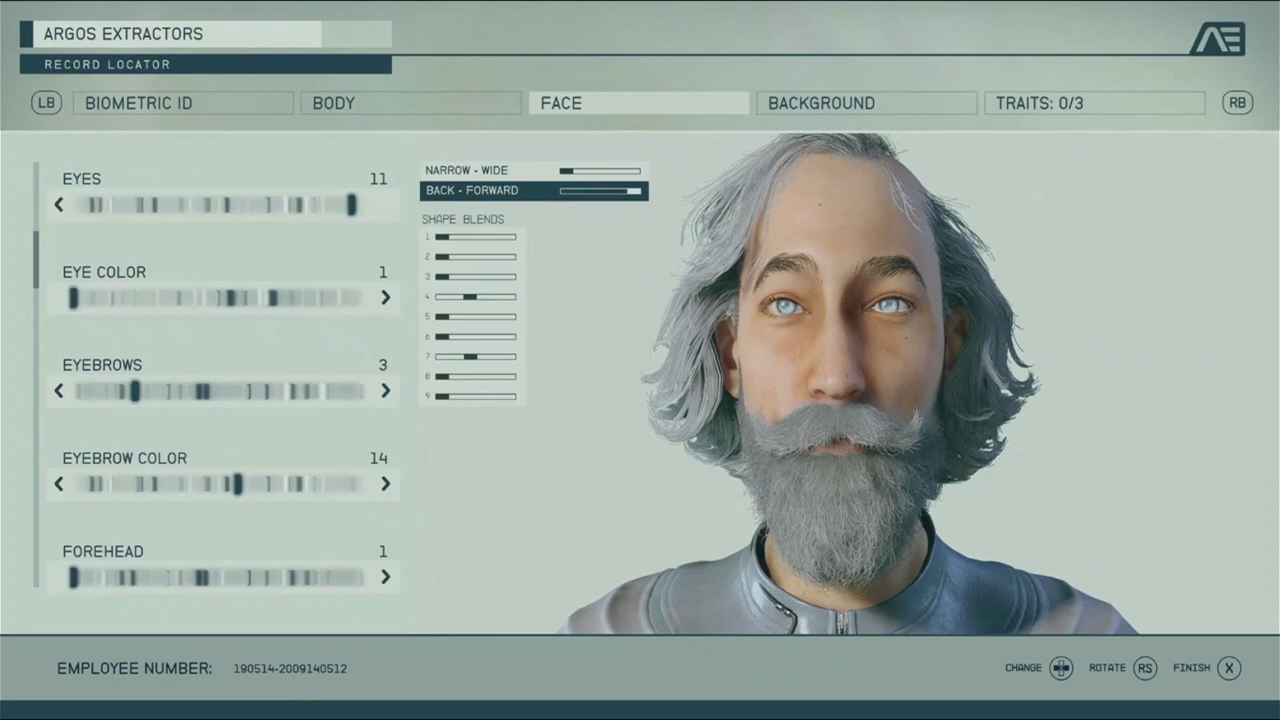 ARGOS EXTRACTORS
RECORD LOCATOR
LB BIOMETRIC ID BODY FACE BACKGROUND TRAITS: 0/3 RB
EYES 11
EYE COLOR 1
EYEBROWS 3
EYEBROW COLOR 14
FOREHEAD 1
NARROW - WIDE
BACK - FORWARD
SHAPE BLENDS
1
2
3
4
5
6
7
8
9
EMPLOYEE NUMBER: 190514-2009140512
CHANGE ROTATE RS FINISH X